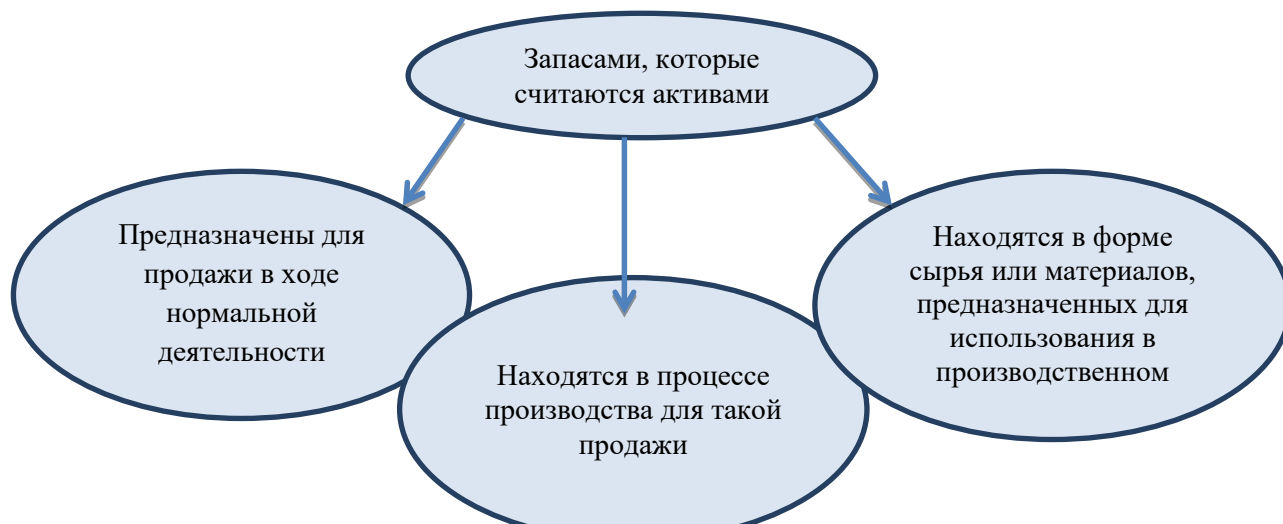 Запасами, которые
считаются активами
Предназначены для
продажи в ходе
нормальной
деятельности
Находятся в процессе
производства для такой
продажи
Находятся в форме
сырья или материалов,
предназначенных для
использования в
производственном